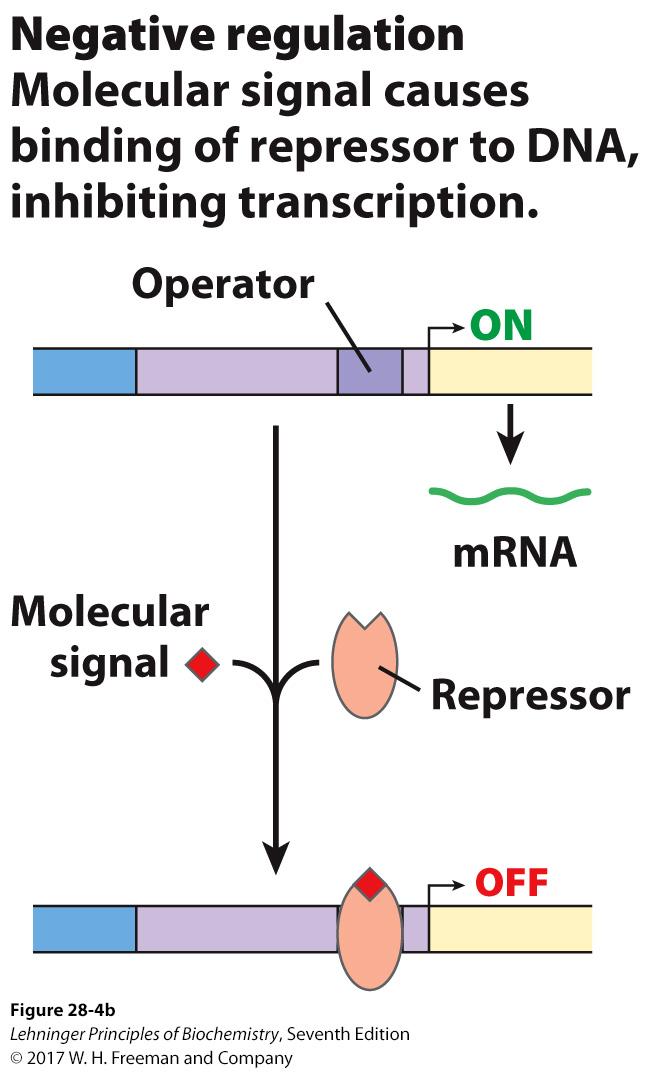 Negative regulation
Molecular signal causes
binding of repressor to DNA,
inhibiting transcription.
Operator
ON
mRNA
Molecular
signal
Repressor
OFF
Figure 28-4b
Lehninger Principles of Biochemistry, Seventh Edition
© 2017 W. H. Freeman and Company